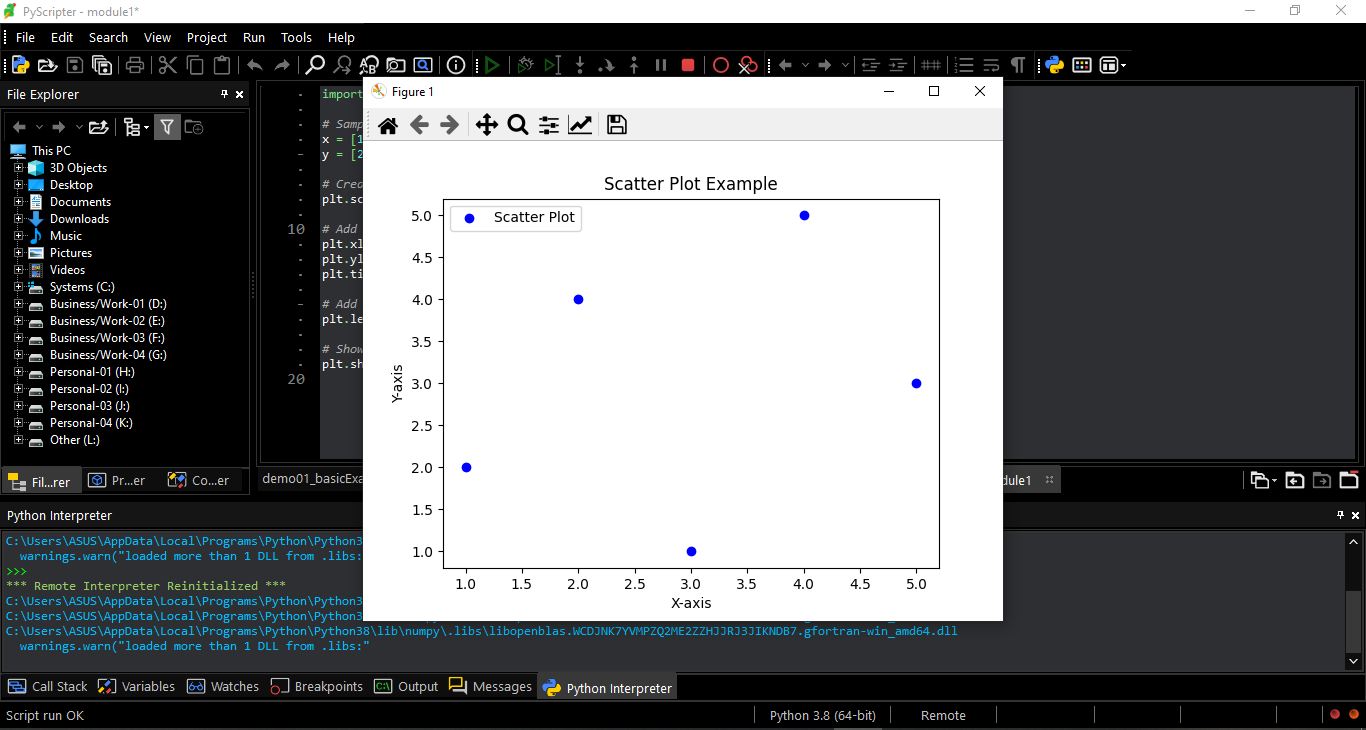 PyScripter - module1*
File Edit Search View Project Run Tools Help
File Explorer
This PC
3D Objects
Desktop
Documents
Downloads
Music
Pictures
Videos
Systems (C:)
Business/Work-01 (D:)
Business/Work-02 (E:)
Business/Work-03 (F:)
Business/Work-04 (G:)
Personal-01 (H:)
Personal-02 (I:)
Personal-03 (J:)
Personal-04 (K:)
Other (L:)
Fil...rer Pr...er Co...er
import
# Samp
x = [1
y = [2
# Crea
plt.sc
10 # Add
plt.xl
plt.yl
plt.ti
# Add
plt.le
# Show
plt.sh
20
demo01_basicExa
dule1
Figure 1
Scatter Plot Example
Scatter Plot
5.0
4.5
4.0
3.5
3.0
2.5
2.0
1.5
1.0
Y-axis
1.0 1.5 2.0 2.5 3.0 3.5 4.0 4.5 5.0
X-axis
Python Interpreter
C:\Users\ASUS\AppData\Local\Programs\Python\Python3
warnings.warn("loaded more than 1 DLL from .libs:
>>>
*** Remote Interpreter Reinitialized ***
C:\Users\ASUS\AppData\Local\Programs\Python\Python3
C:\Users\ASUS\AppData\Local\Programs\Python\Python3
C:\Users\ASUS\AppData\Local\Programs\Python\Python38\lib\numpy\.libs\libopenblas.WCDJNK7YVMPZQ2ME2ZZHJJRJ3JIKNDB7.gfortran-win_amd64.dll
warnings.warn("loaded more than 1 DLL from .libs:"
Call Stack Variables Watches Breakpoints Output Messages Python Interpreter
Script run OK
Python 3.8 (64-bit)
Remote